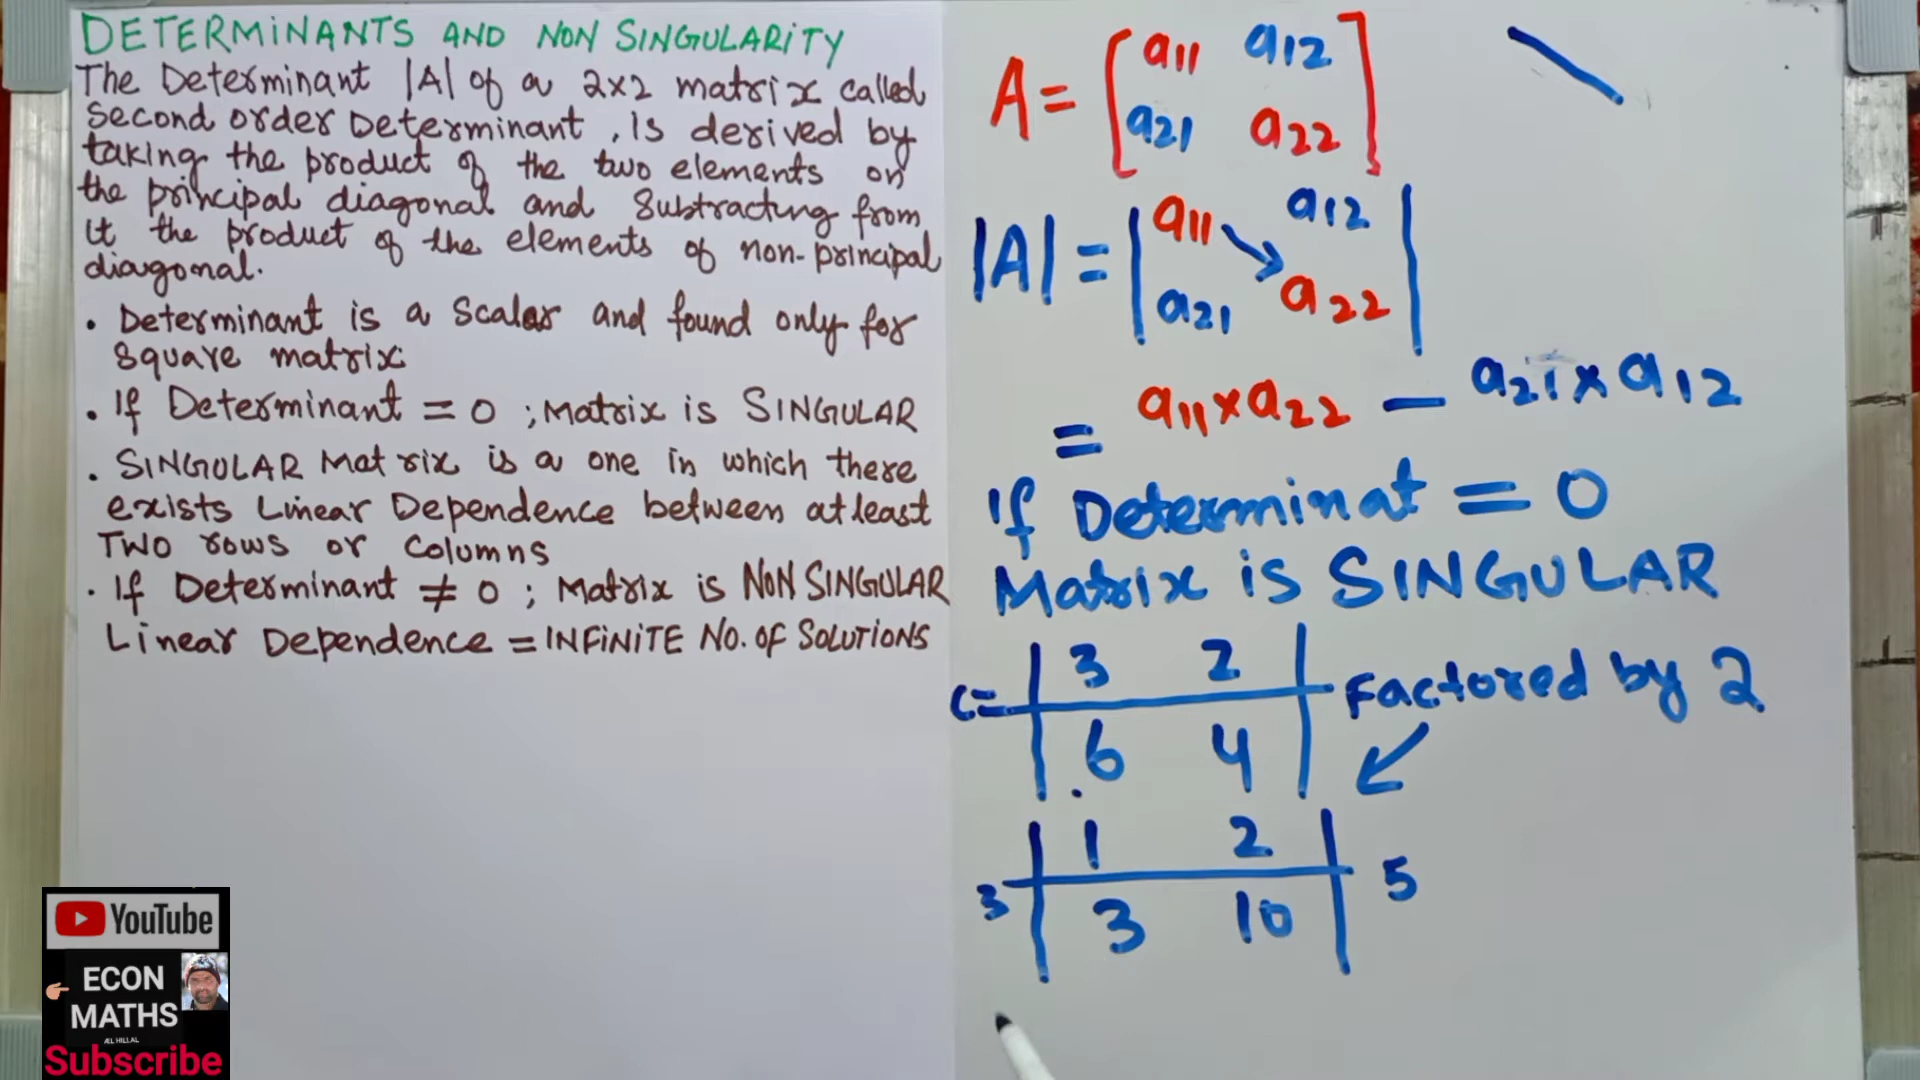 DETERMINANTS AND NON SINGULARITY
The Determinant |A| of a 2x2 matrix called
Second order Determinant, Is derived by
taking the product of the two elements on
the principal diagonal and Subtracting from
It the product of the elements of non-principal
diagonal.
. Determinant is a Scalar and found only for
Square matrix.
. If Determinant = 0 ; Matrix is SINGULAR
. SINGULAR Matrix is a one in which there
exists Linear Dependence between at least
TWO rows or Columns
. If Determinant ≠ 0 ; Matrix is NON SINGULAR
Linear Dependence = INFINITE NO. OF SOLUTIONS
A = [a11 a12
a21 a22]
|A| = |a11 a12
a21 a22|
= a11 x a22 - a21 x a12
If Determinat = 0
Matrix is SINGULAR
C = |3 2| Factored by 2
|6 4|
|1 2|
3 |3 10| 5
YouTube
ECON
MATHS
ÆL HILLAL
Subscribe